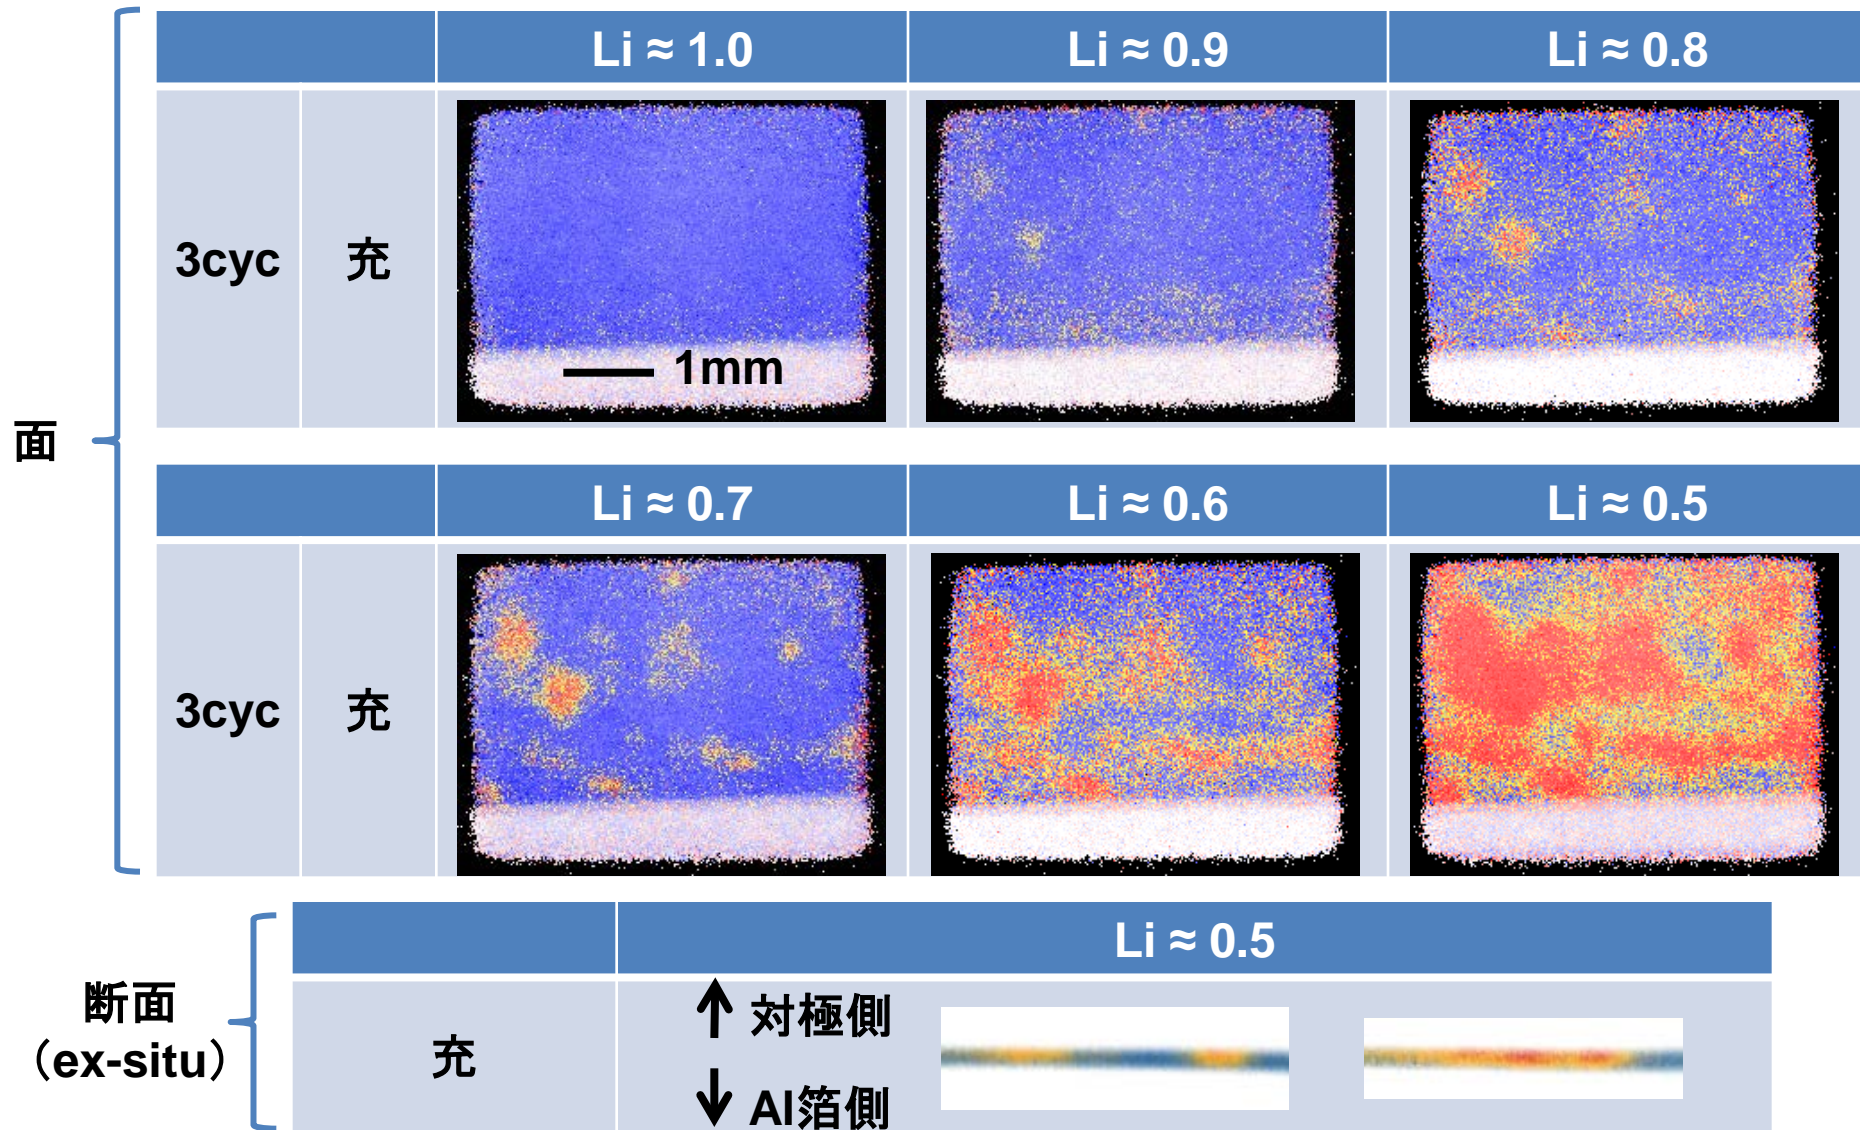 Li ≈ 1.0
Li ≈ 0.9
Li ≈ 0.8
3cyc
充
1mm
面
Li ≈ 0.7
Li ≈ 0.6
Li ≈ 0.5
3cyc
充
Li ≈ 0.5
断面
（ex-situ）
充
↑ 対極側
↓ Al箔側